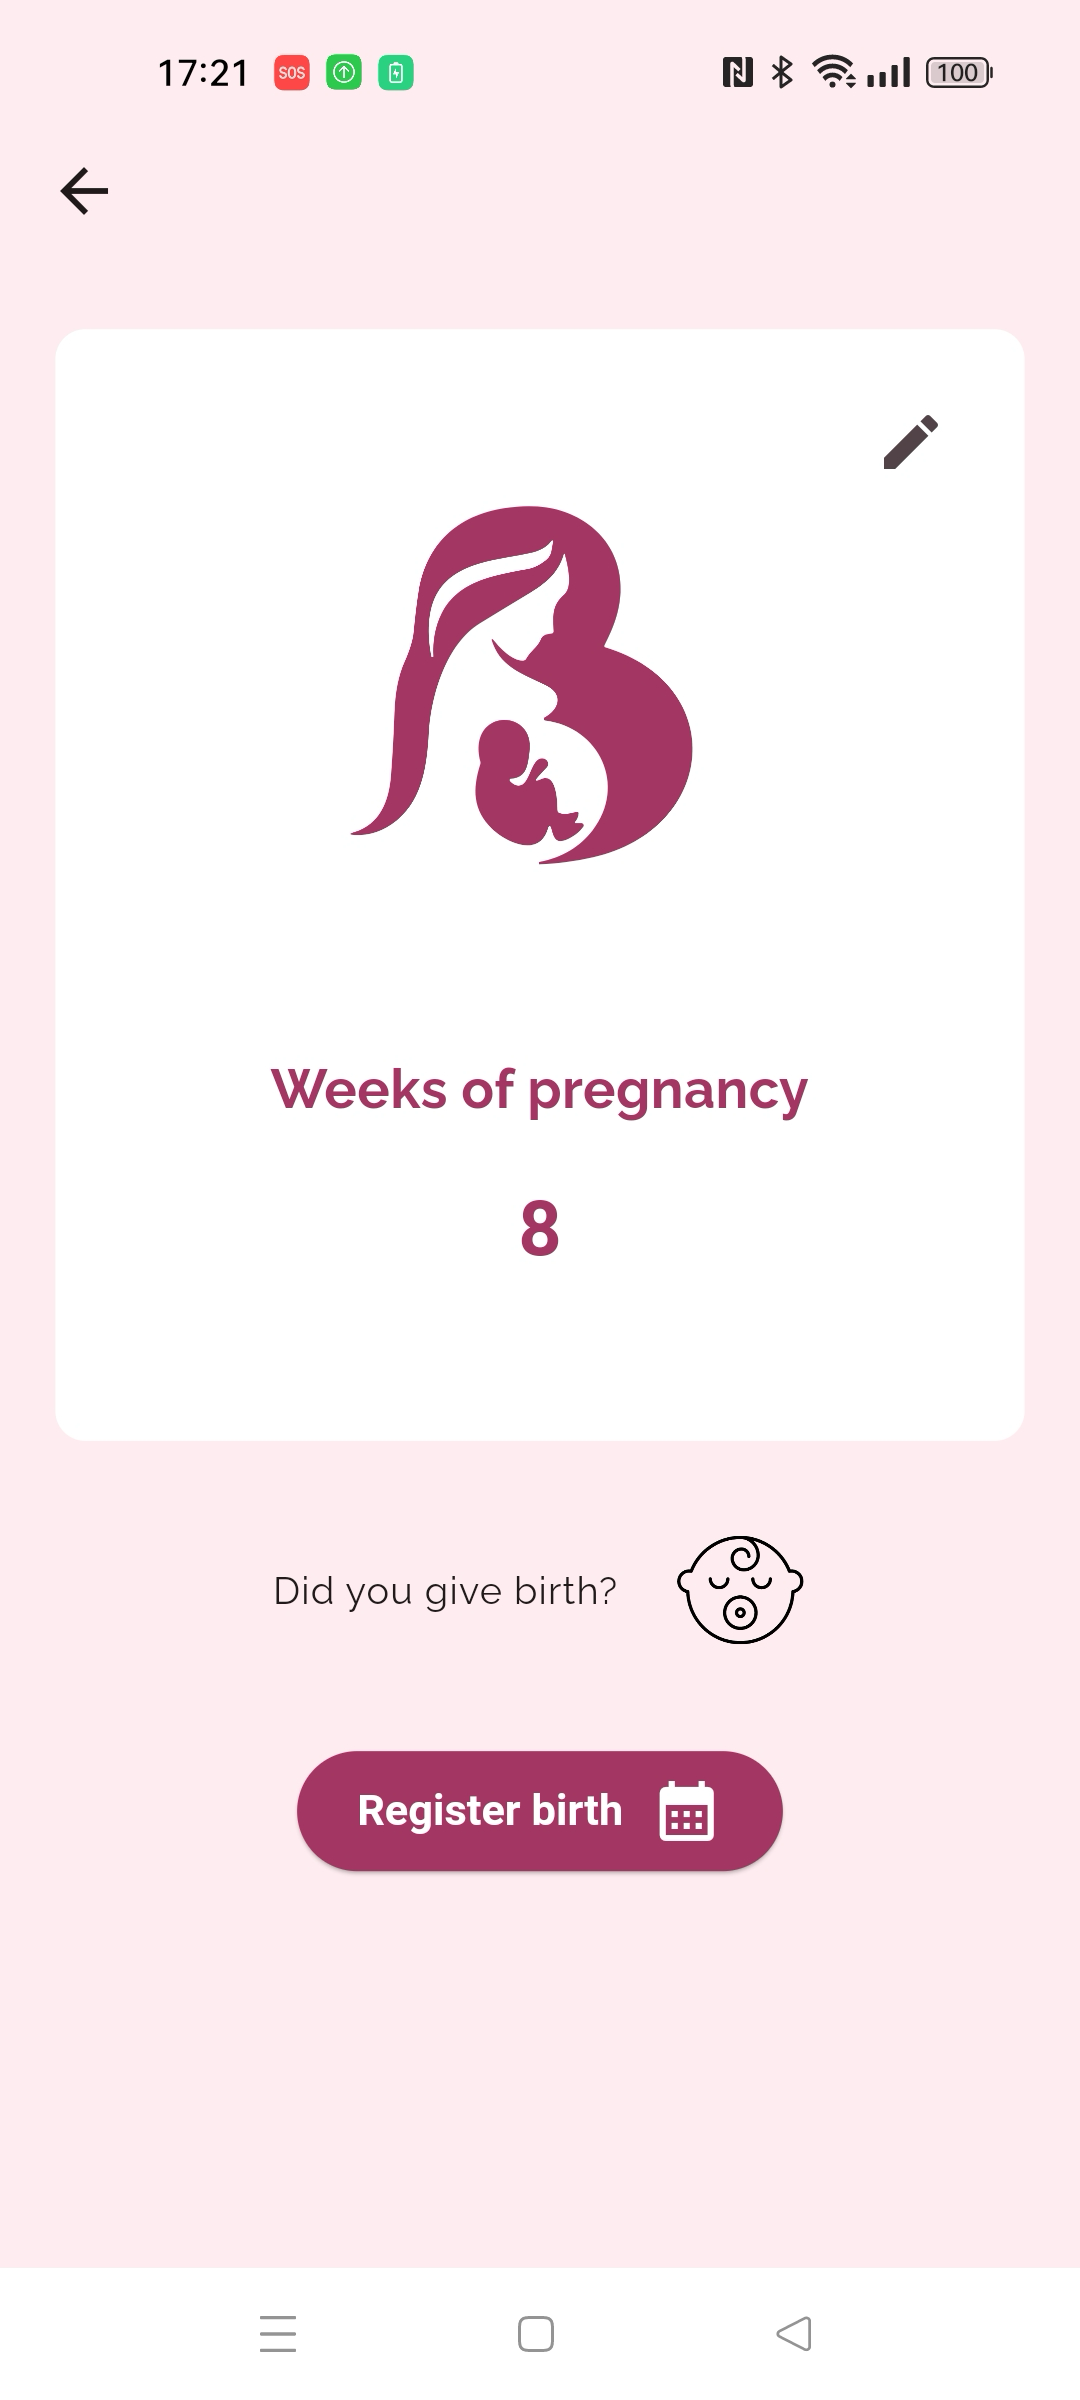 17:21 SOS 100
Weeks of pregnancy
8
Did you give birth?
Register birth